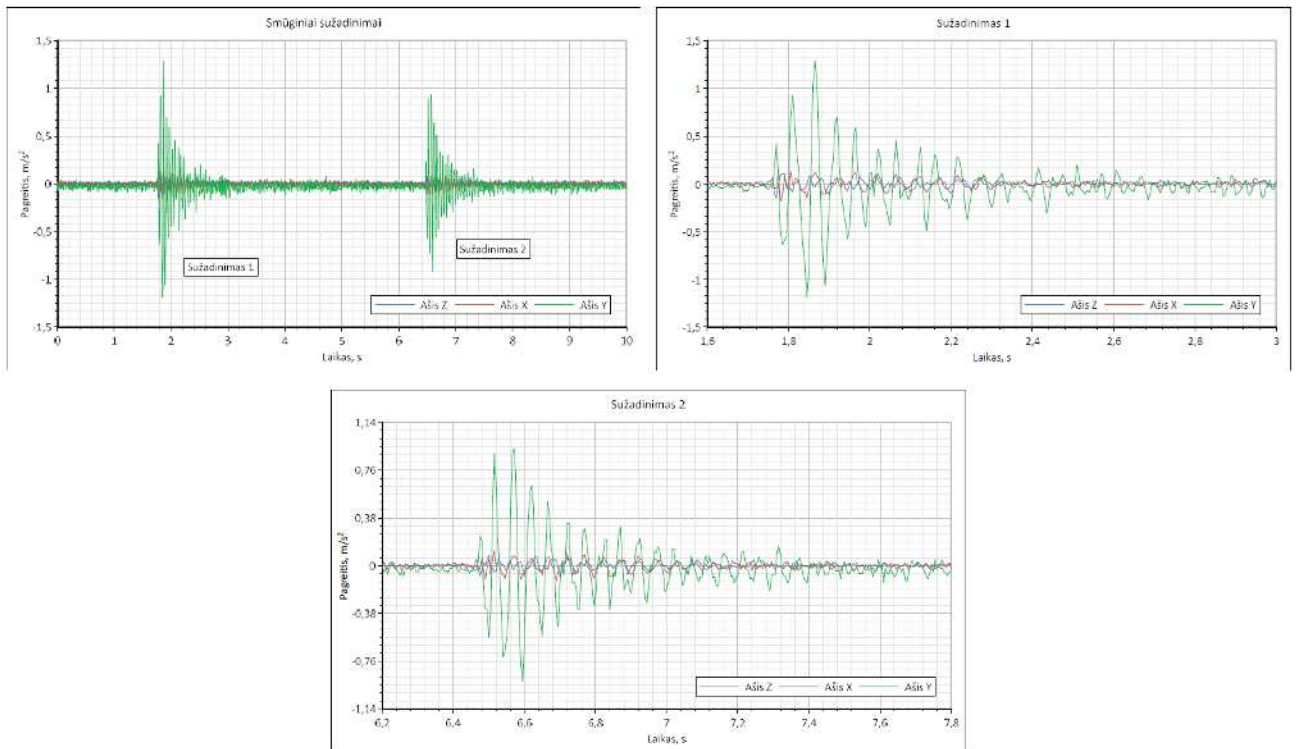 Smūginiai sužadinimai
1,5
1
0,5
0
-0,5
-1
-1,5
Pagreitis, m/s²
Sužadinimas 1
Sužadinimas 2
Ašis Z Ašis X Ašis Y
0 1 2 3 4 5 6 7 8 9 10
Laikas, s
Sužadinimas 1
1,5
1
0,5
0
-0,5
-1
-1,5
Pagreitis, m/s²
Ašis Z Ašis X Ašis Y
1,6 1,8 2 2,2 2,4 2,6 2,8 3
Laikas, s
Sužadinimas 2
1,14
0,76
0,38
0
-0,38
-0,76
-1,14
Pagreitis, m/s²
Ašis Z Ašis X Ašis Y
6,2 6,4 6,6 6,8 7 7,2 7,4 7,6 7,8
Laikas, s